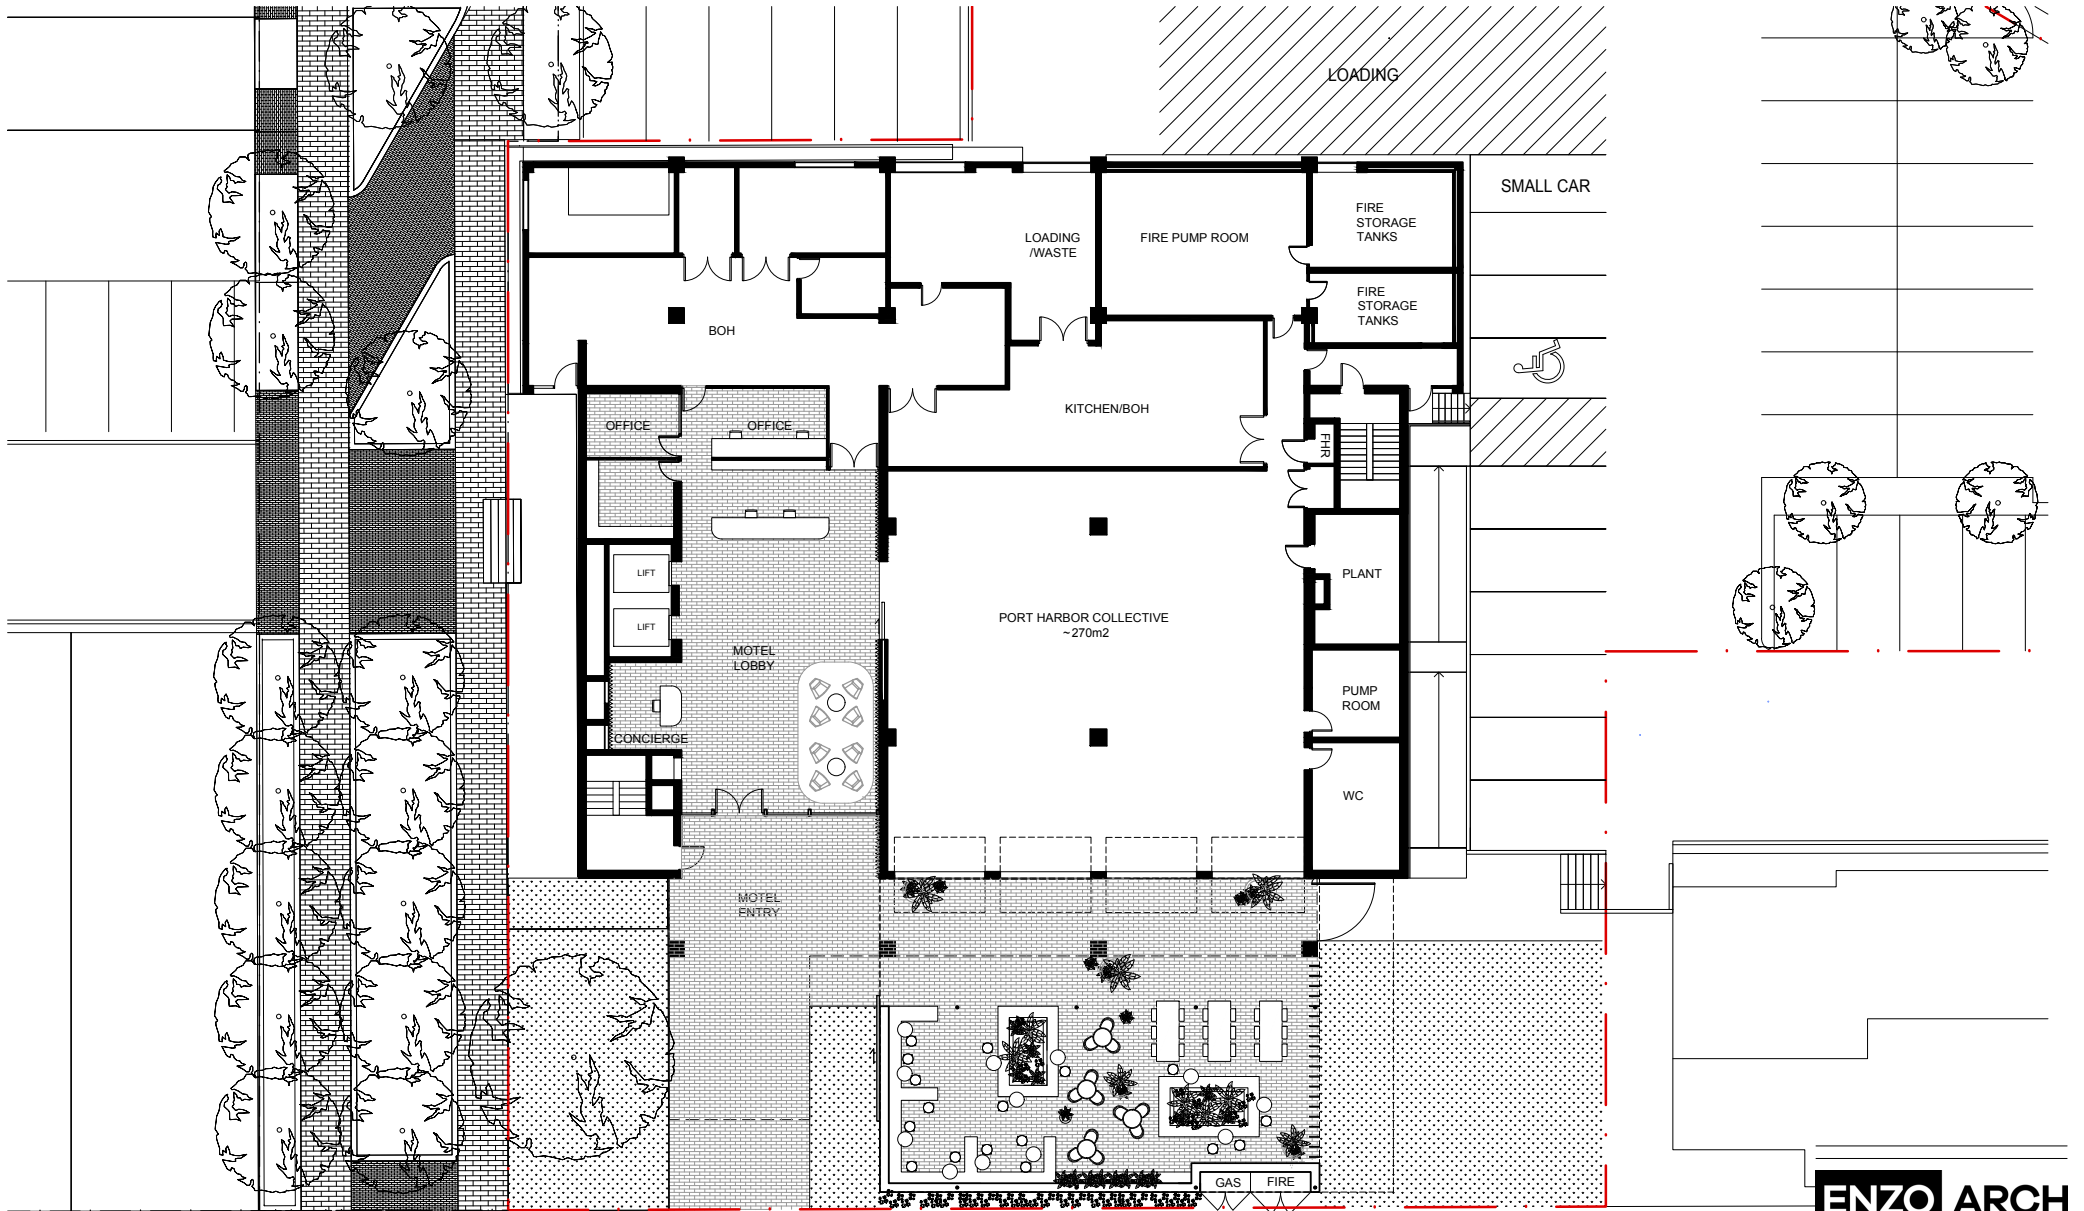 LOADING
SMALL CAR
FIRE
STORAGE
TANKS
LOADING
/WASTE
FIRE PUMP ROOM
FIRE
STORAGE
TANKS
BOH
KITCHEN/BOH
OFFICE
OFFICE
FHR
LIFT
PLANT
PORT HARBOR COLLECTIVE
~270m2
LIFT
MOTEL
LOBBY
PUMP
ROOM
CONCIERGE
WC
MOTEL
ENTRY
GAS
FIRE
ENZO ARCH